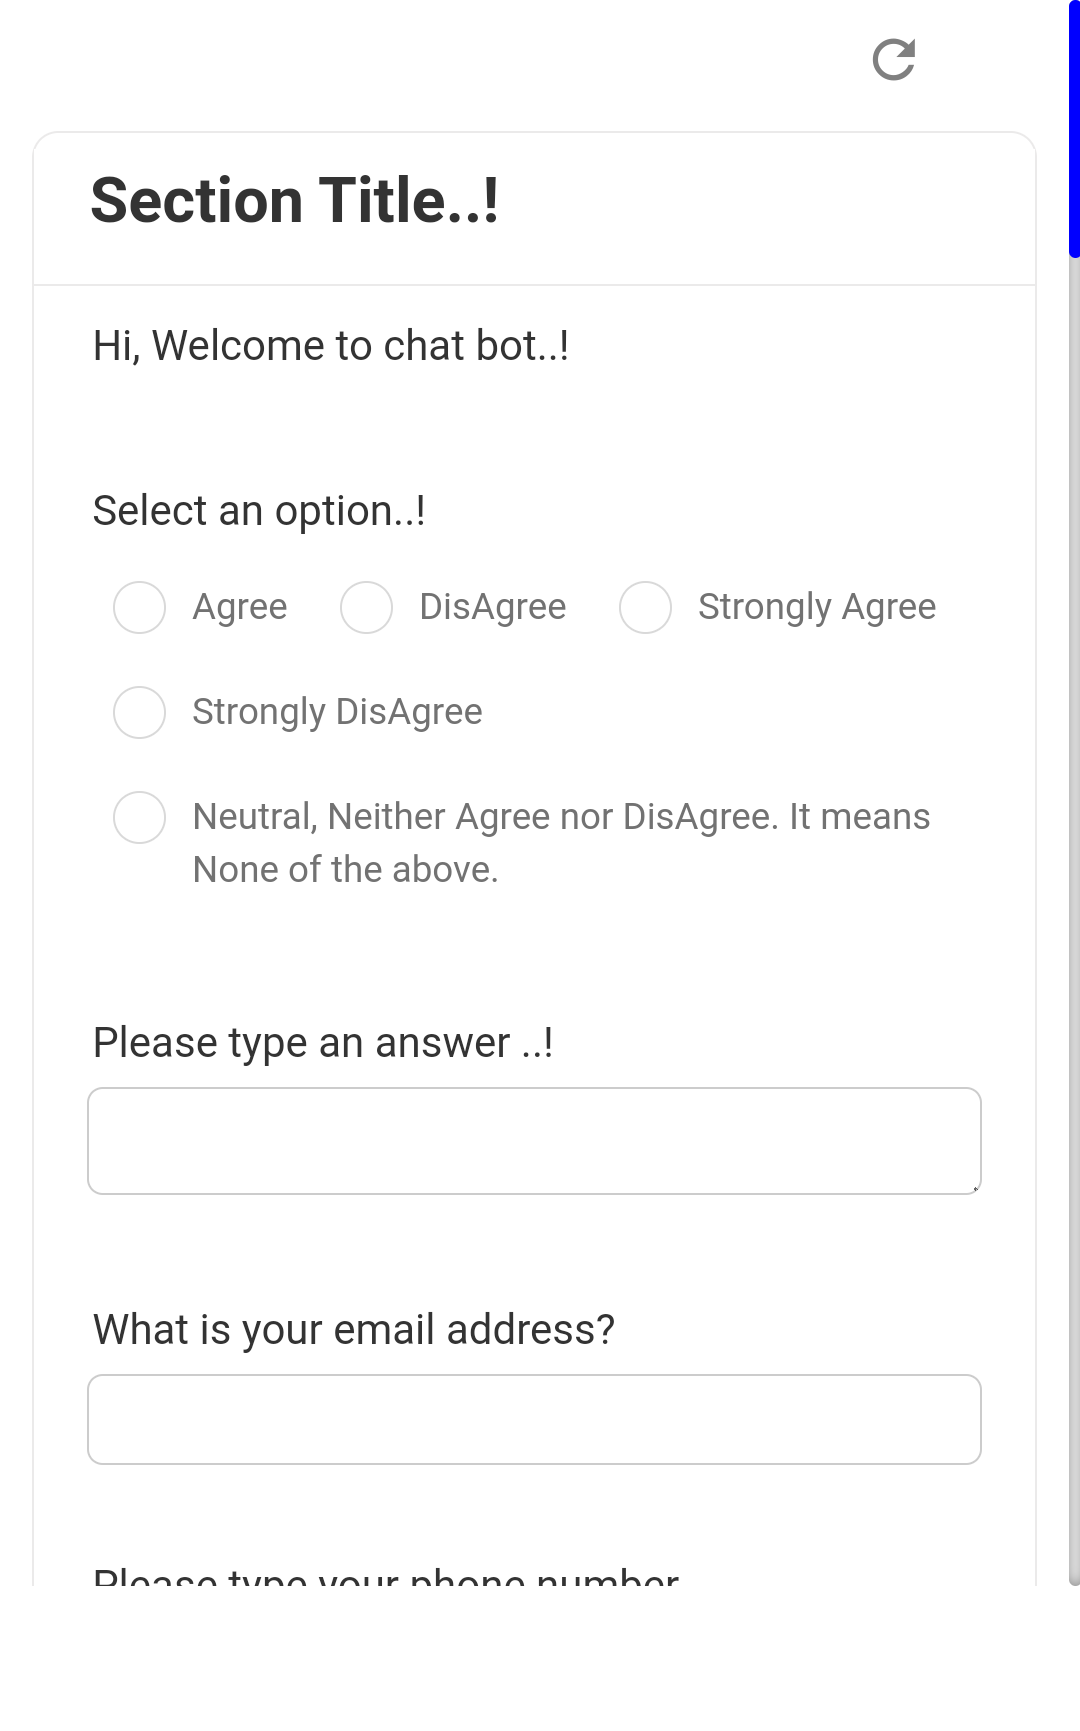 Section Title..!
Hi, Welcome to chat bot..!
Select an option..!
Agree DisAgree Strongly Agree
Strongly DisAgree
Neutral, Neither Agree nor DisAgree. It means
None of the above.
Please type an answer ..!
What is your email address?
Please type your phone number